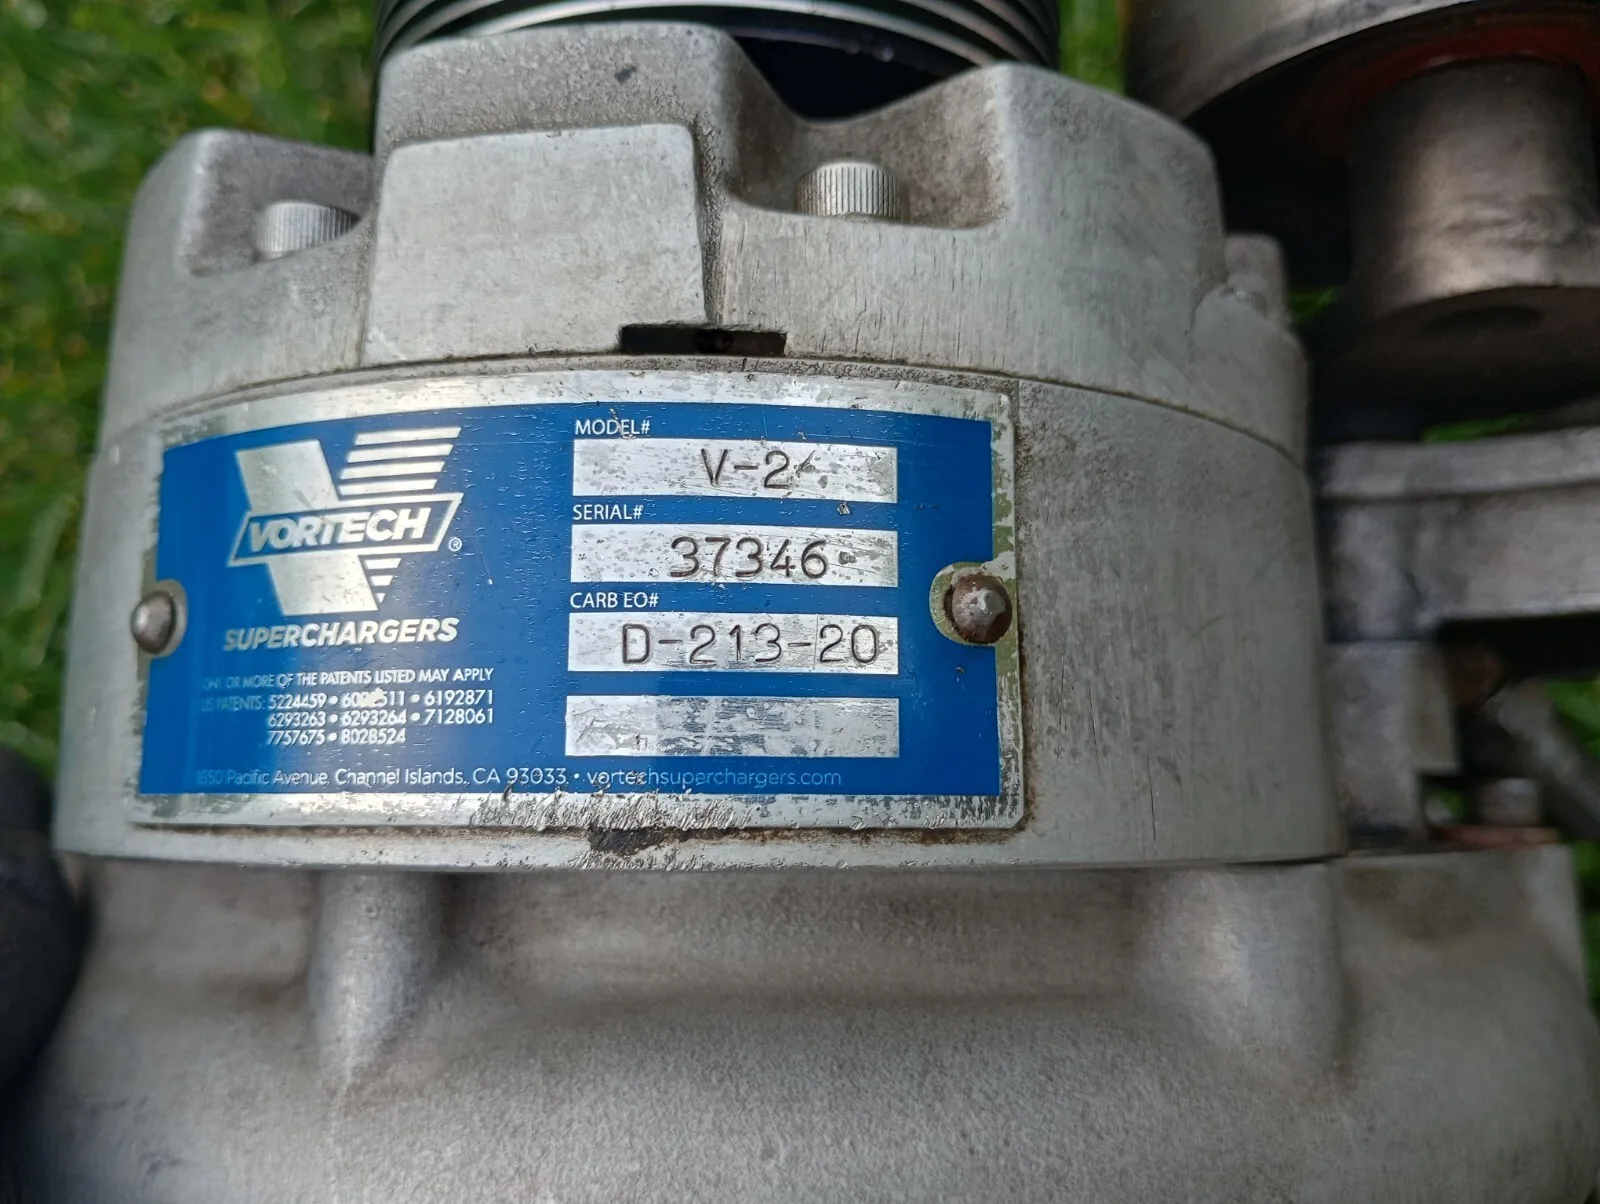 MODEL#
V-2
SERIAL#
37346
CARB EO#
D-213-20
VORTECH®
SUPERCHARGERS
ONE OR MORE OF THE PATENTS LISTED MAY APPLY
US PATENTS: 5224459 • • 6192871
6293263 • 6293264 • 7128061
7757675 • 8028524
1650 Pacific Avenue, Channel Islands, CA 93033 • vortechsuperchargers.com